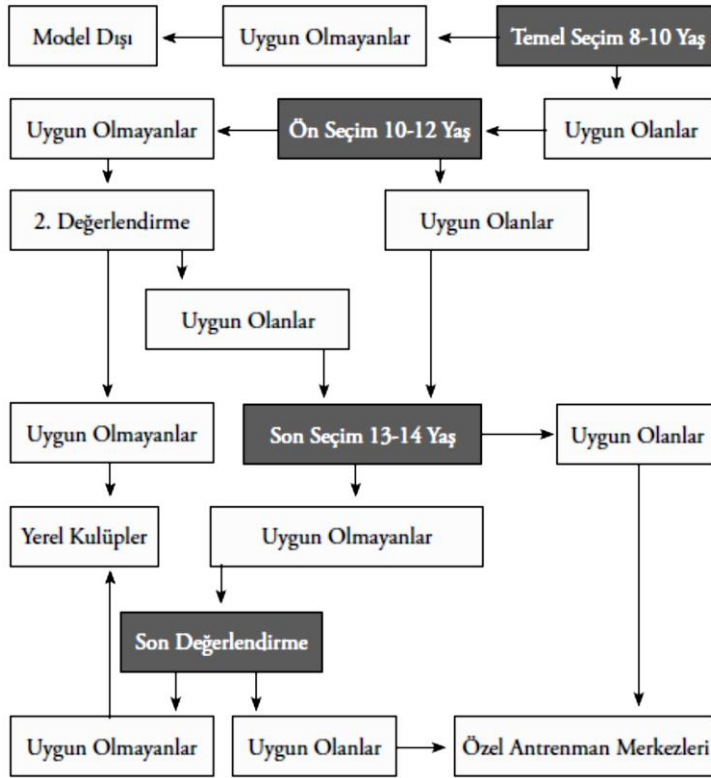 Model Dışı
Uygun Olmayanlar
Temel Seçim 8-10 Yaş
Uygun Olmayanlar
Ön Seçim 10-12 Yaş
Uygun Olanlar
2. Değerlendirme
Uygun Olanlar
Uygun Olanlar
Uygun Olmayanlar
Son Seçim 13-14 Yaş
Uygun Olanlar
Yerel Kulüpler
Uygun Olmayanlar
Son Değerlendirme
Uygun Olmayanlar
Uygun Olanlar
Özel Antrenman Merkezleri